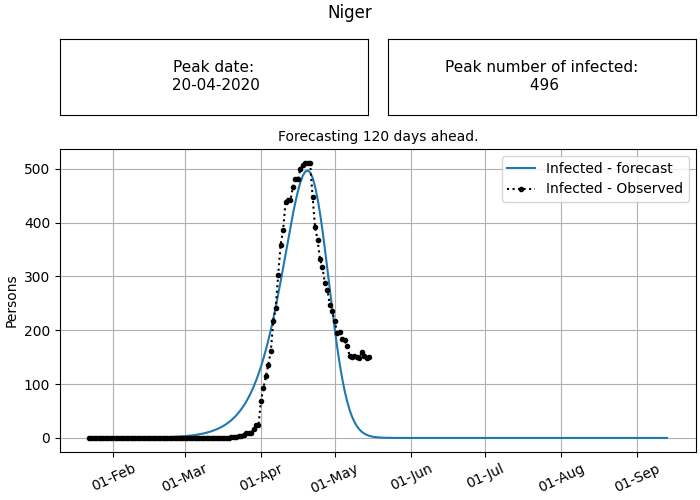 Niger
Peak date:
20-04-2020
Peak number of infected:
496
Forecasting 120 days ahead.
Infected - forecast
Infected - Observed
Persons
500
400
300
200
100
0
01-Feb
01-Mar
01-Apr
01-May
01-Jun
01-Jul
01-Aug
01-Sep